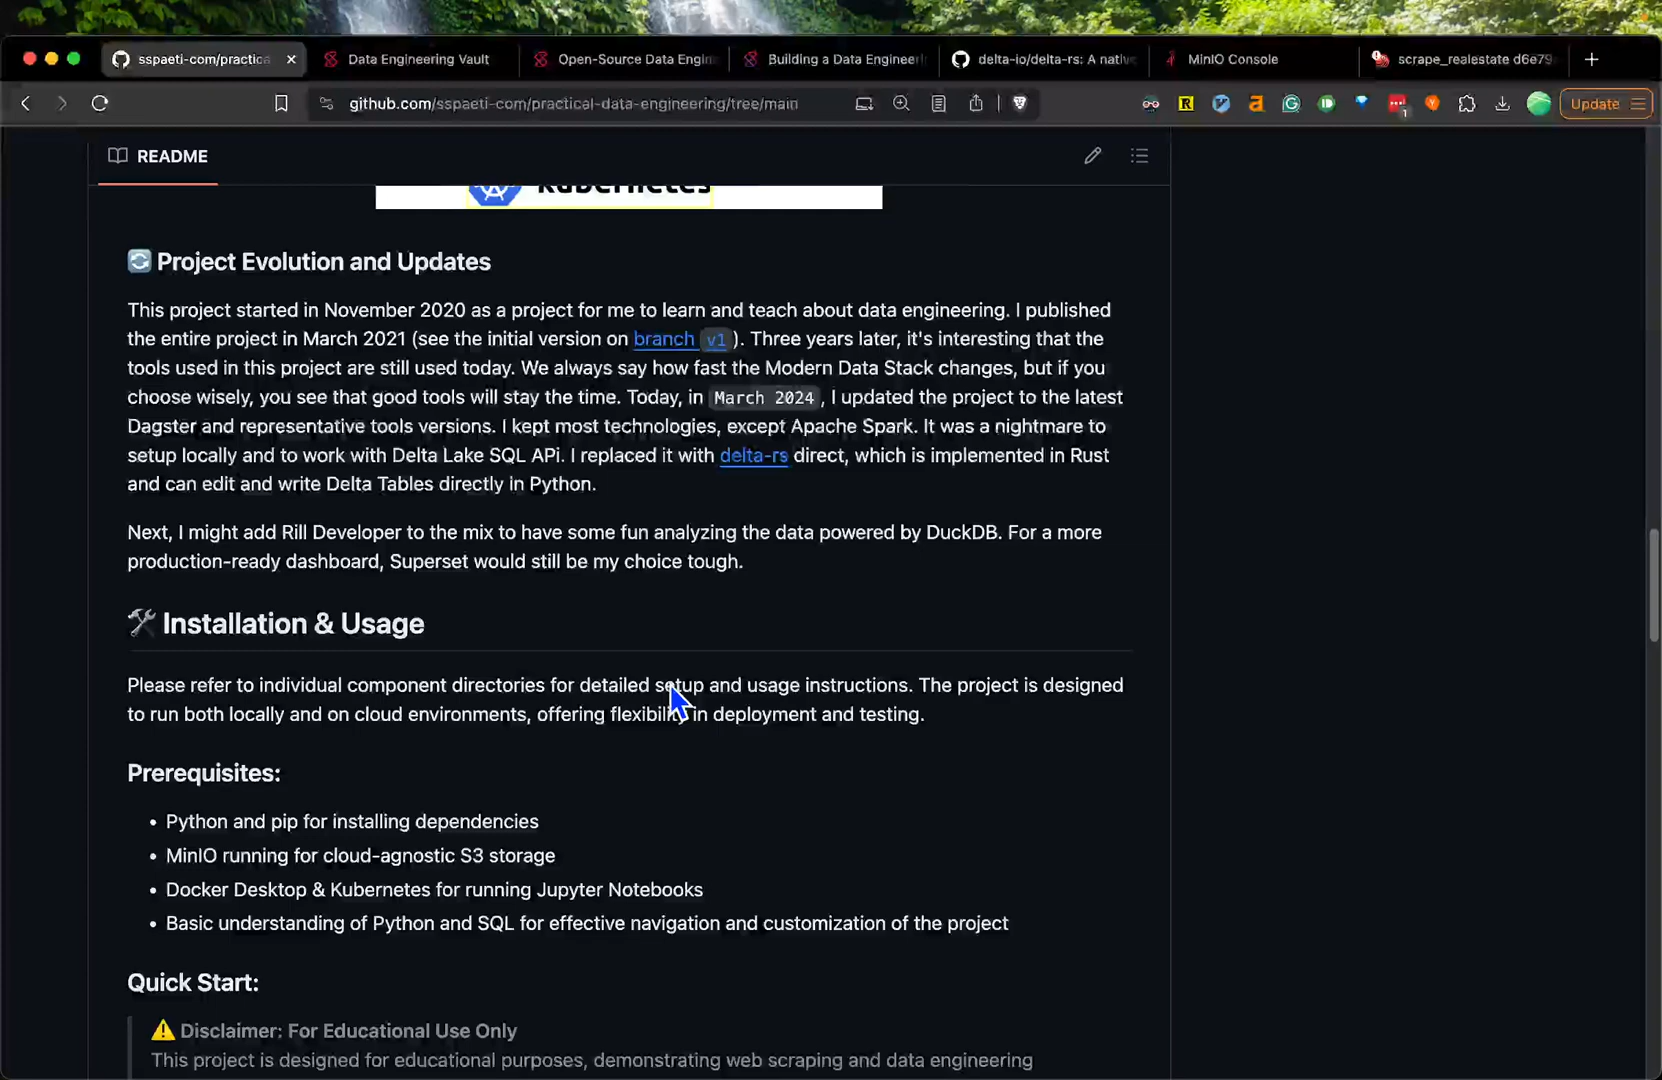 sspaeti-com/practica
Data Engineering Vault
Open-Source Data Engin
Building a Data Engineeri
delta-io/delta-rs: A nativ
MinIO Console
scrape_realestate d6e79
github.com/sspaeti-com/practical-data-engineering/tree/main
1
Update
README
kubernetes
Project Evolution and Updates
This project started in November 2020 as a project for me to learn and teach about data engineering. I published
the entire project in March 2021 (see the initial version on branch v1 ). Three years later, it's interesting that the
tools used in this project are still used today. We always say how fast the Modern Data Stack changes, but if you
choose wisely, you see that good tools will stay the time. Today, in March 2024 , I updated the project to the latest
Dagster and representative tools versions. I kept most technologies, except Apache Spark. It was a nightmare to
setup locally and to work with Delta Lake SQL APi. I replaced it with delta-rs direct, which is implemented in Rust
and can edit and write Delta Tables directly in Python.
Next, I might add Rill Developer to the mix to have some fun analyzing the data powered by DuckDB. For a more
production-ready dashboard, Superset would still be my choice tough.
Installation & Usage
Please refer to individual component directories for detailed setup and usage instructions. The project is designed
to run both locally and on cloud environments, offering flexibility in deployment and testing.
Prerequisites:
• Python and pip for installing dependencies
• MinIO running for cloud-agnostic S3 storage
• Docker Desktop & Kubernetes for running Jupyter Notebooks
• Basic understanding of Python and SQL for effective navigation and customization of the project
Quick Start:
Disclaimer: For Educational Use Only
This project is designed for educational purposes, demonstrating web scraping and data engineering